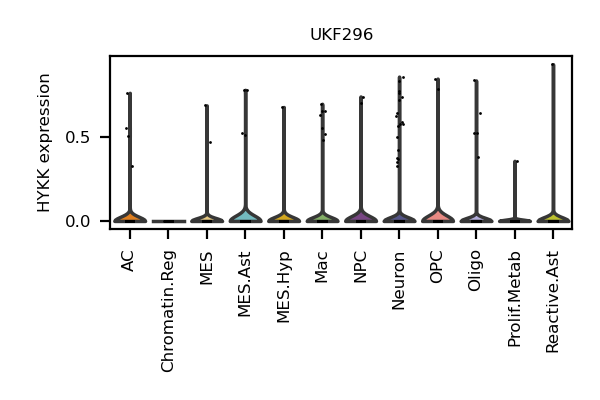 UKF296
HYKK expression
0.5
0.0
AC
Chromatin.Reg
MES
MES.Ast
MES.Hyp
Mac
NPC
Neuron
OPC
Oligo
Prolif.Metab
Reactive.Ast